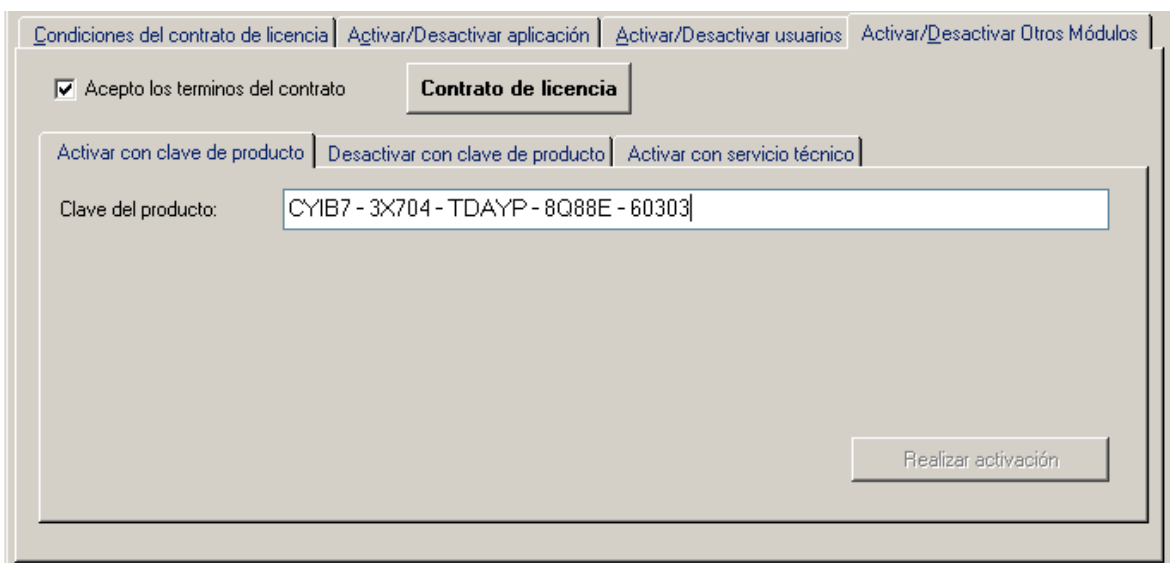 Condiciones del contrato de licencia Activar/Desactivar aplicación Activar/Desactivar usuarios Activar/Desactivar Otros Módulos
Acepto los terminos del contrato Contrato de licencia
Activar con clave de producto Desactivar con clave de producto Activar con servicio técnico
Clave del producto: CYIB7 - 3X704 - TDAYP - 8Q88E - 60303
Realizar activación